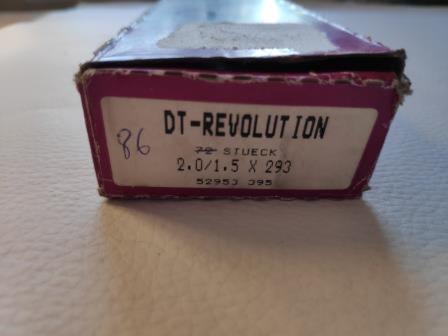 DT-REVOLUTION
86
72 STUECK
2.0/1.5 X 293
52953 395